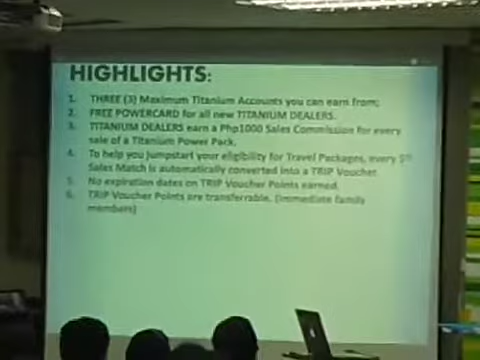 HIGHLIGHTS:
1. THREE (3) Maximum Titanium Accounts you can earn from;
2. FREE POWERCARD for all new TITANIUM DEALERS.
3. TITANIUM DEALERS earn a Php1000 Sales Commission for every
sale of a Titanium Power Pack.
4. To help you jumpstart your eligibility for Travel Packages, every 5th
Sales Match is automatically converted into a TRIP Voucher
5. No expiration dates on TRIP Voucher Points earned.
6. TRIP Voucher Points are transferrable. (immediate family
members)